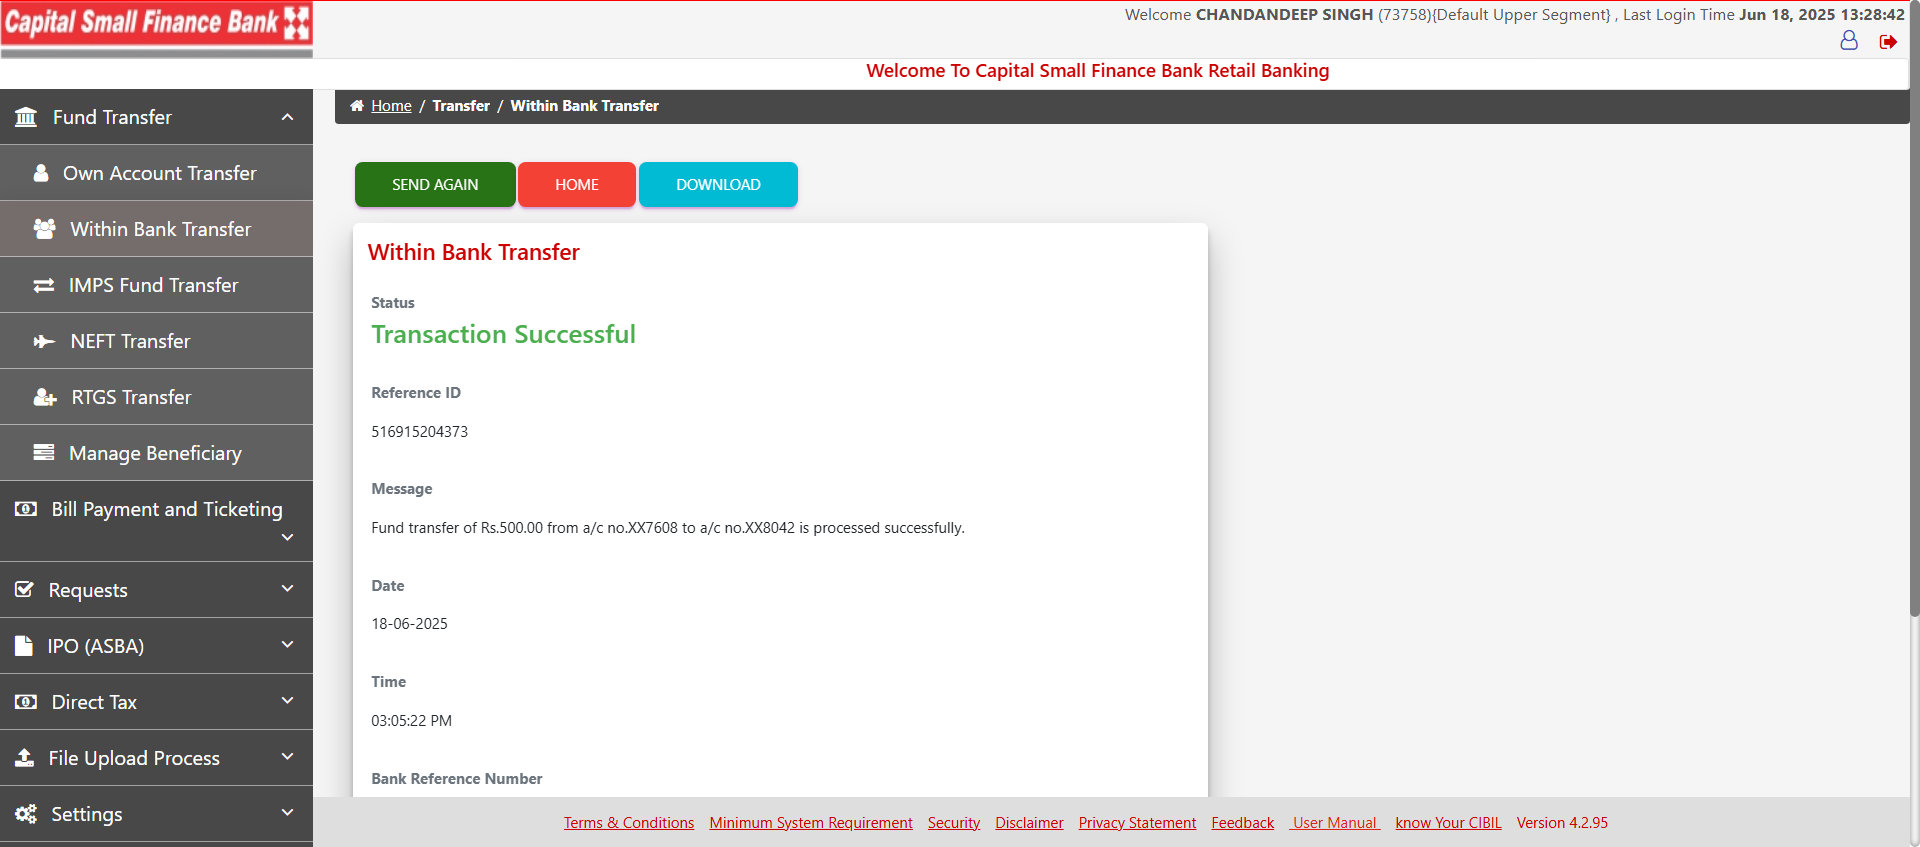 Capital Small Finance Bank
Welcome CHANDANDEEP SINGH (73758){Default Upper Segment} , Last Login Time Jun 18, 2025 13:28:42
Welcome To Capital Small Finance Bank Retail Banking
Home / Transfer / Within Bank Transfer
Fund Transfer
Own Account Transfer
Within Bank Transfer
IMPS Fund Transfer
NEFT Transfer
RTGS Transfer
Manage Beneficiary
Bill Payment and Ticketing
Requests
IPO (ASBA)
Direct Tax
File Upload Process
Settings
SEND AGAIN
HOME
DOWNLOAD
Within Bank Transfer
Status
Transaction Successful
Reference ID
516915204373
Message
Fund transfer of Rs.500.00 from a/c no.XX7608 to a/c no.XX8042 is processed successfully.
Date
18-06-2025
Time
03:05:22 PM
Bank Reference Number
Terms & Conditions Minimum System Requirement Security Disclaimer Privacy Statement Feedback User Manual know Your CIBIL Version 4.2.95